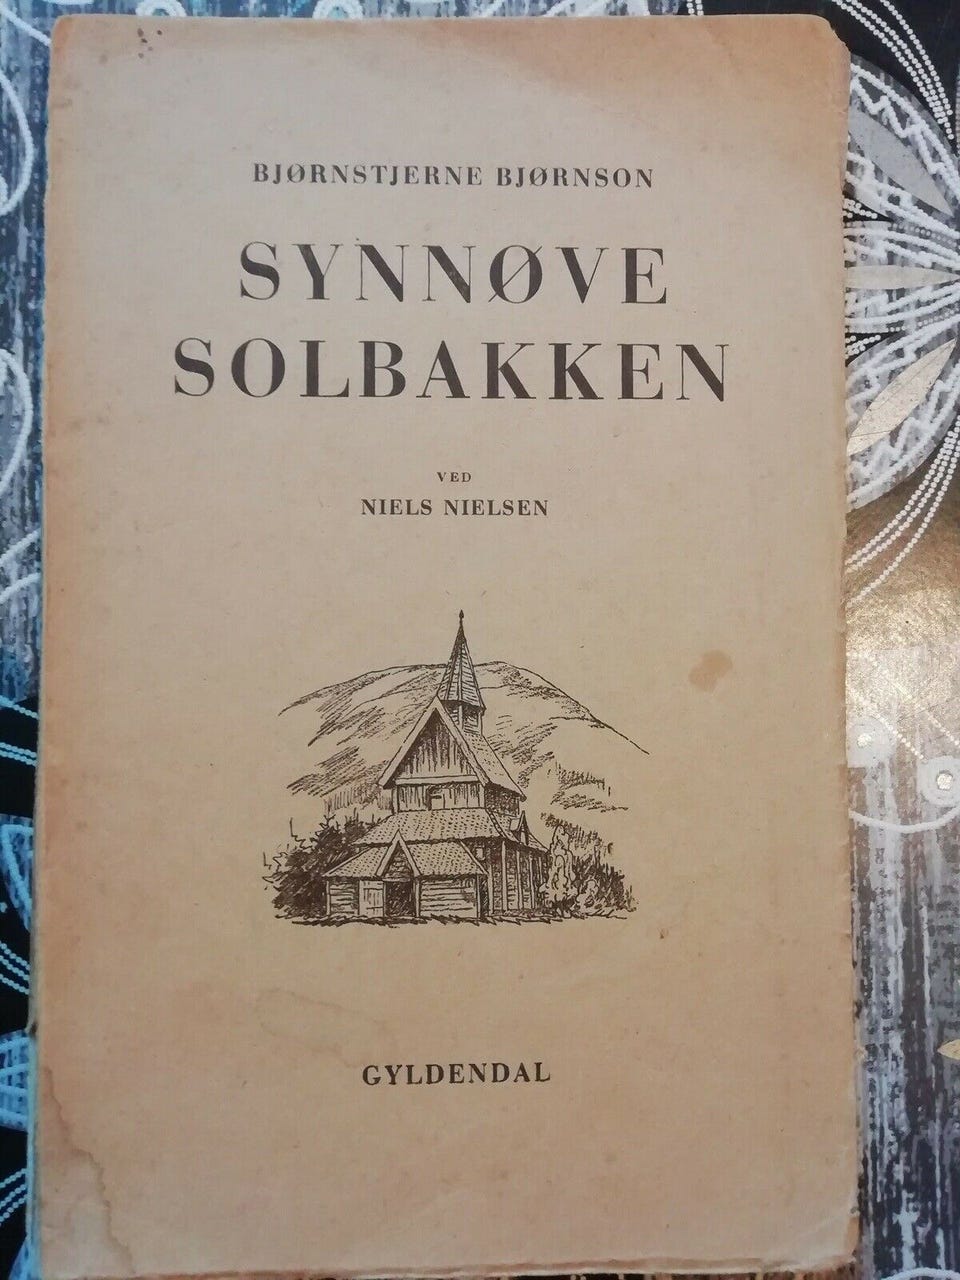 BJØRNSTJERNE BJØRNSON
SYNNØVE
SOLBAKKEN
VED
NIELS NIELSEN
GYLDENDAL